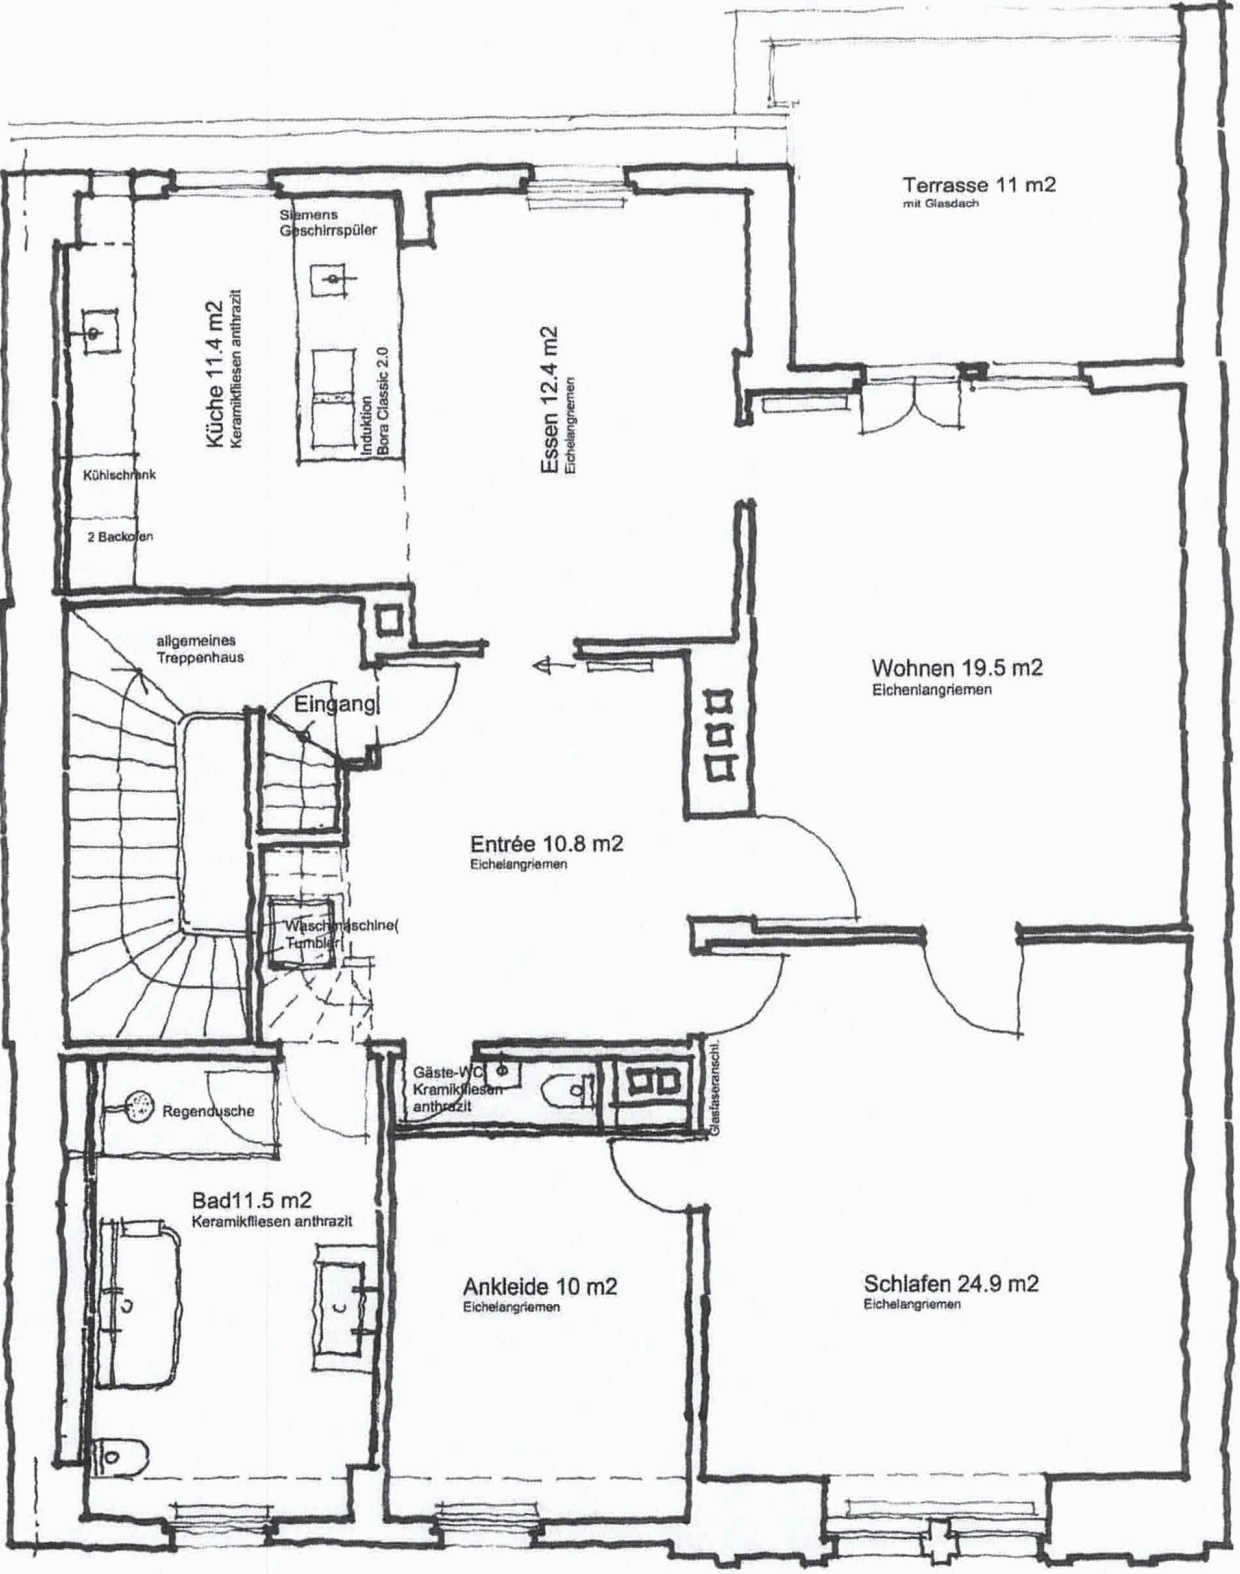 Terrasse 11 m2
mit Glasdach
Siemens
Geschirrspüler
Küche 11.4 m2
Keramikfliesen anthrazit
Induktion
Bora Classic 2.0
Essen 12.4 m2
Eichelangriemen
Kühlschrank
2 Backofen
allgemeines
Treppenhaus
Eingang
Wohnen 19.5 m2
Eichenlangriemen
Entrée 10.8 m2
Eichelangriemen
Waschmaschine(
Tumbler
Gäste-WC
Kramikfliesen
anthrazit
Glasfaseranschl.
Regendusche
Bad11.5 m2
Keramikfliesen anthrazit
Ankleide 10 m2
Eichelangriemen
Schlafen 24.9 m2
Eichelangriemen